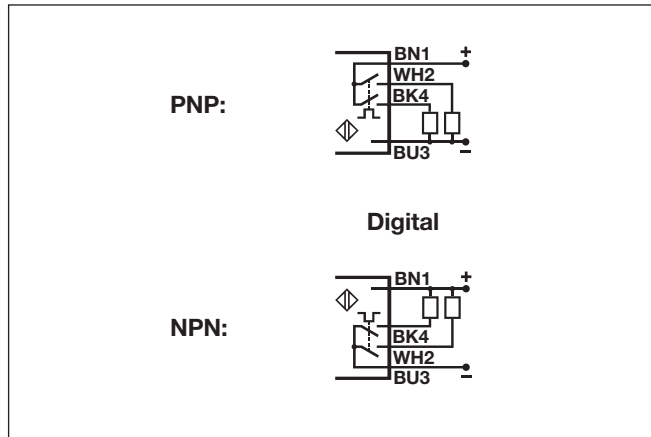 PNP:
BN1 +
WH2
BK4
BU3 –
Digital
NPN:
BN1 +
BK4
WH2
BU3 –